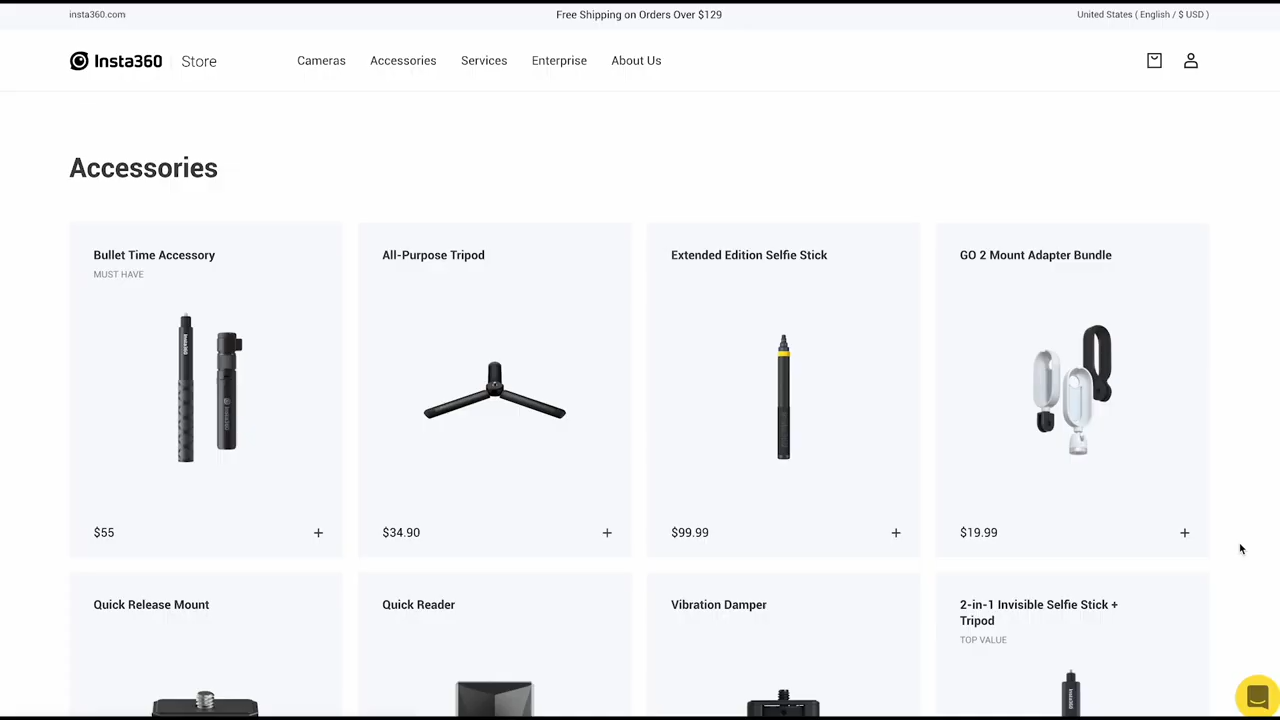 insta360.com
Free Shipping on Orders Over $129
United States ( English / $ USD )
Insta360 Store
Cameras
Accessories
Services
Enterprise
About Us
Accessories
Bullet Time Accessory
MUST HAVE
All-Purpose Tripod
Extended Edition Selfie Stick
GO 2 Mount Adapter Bundle
Insta360
Insta360
$55 +
$34.90 +
$99.99 +
$19.99 +
Quick Release Mount
Quick Reader
Vibration Damper
2-in-1 Invisible Selfie Stick +
Tripod
TOP VALUE
Insta360